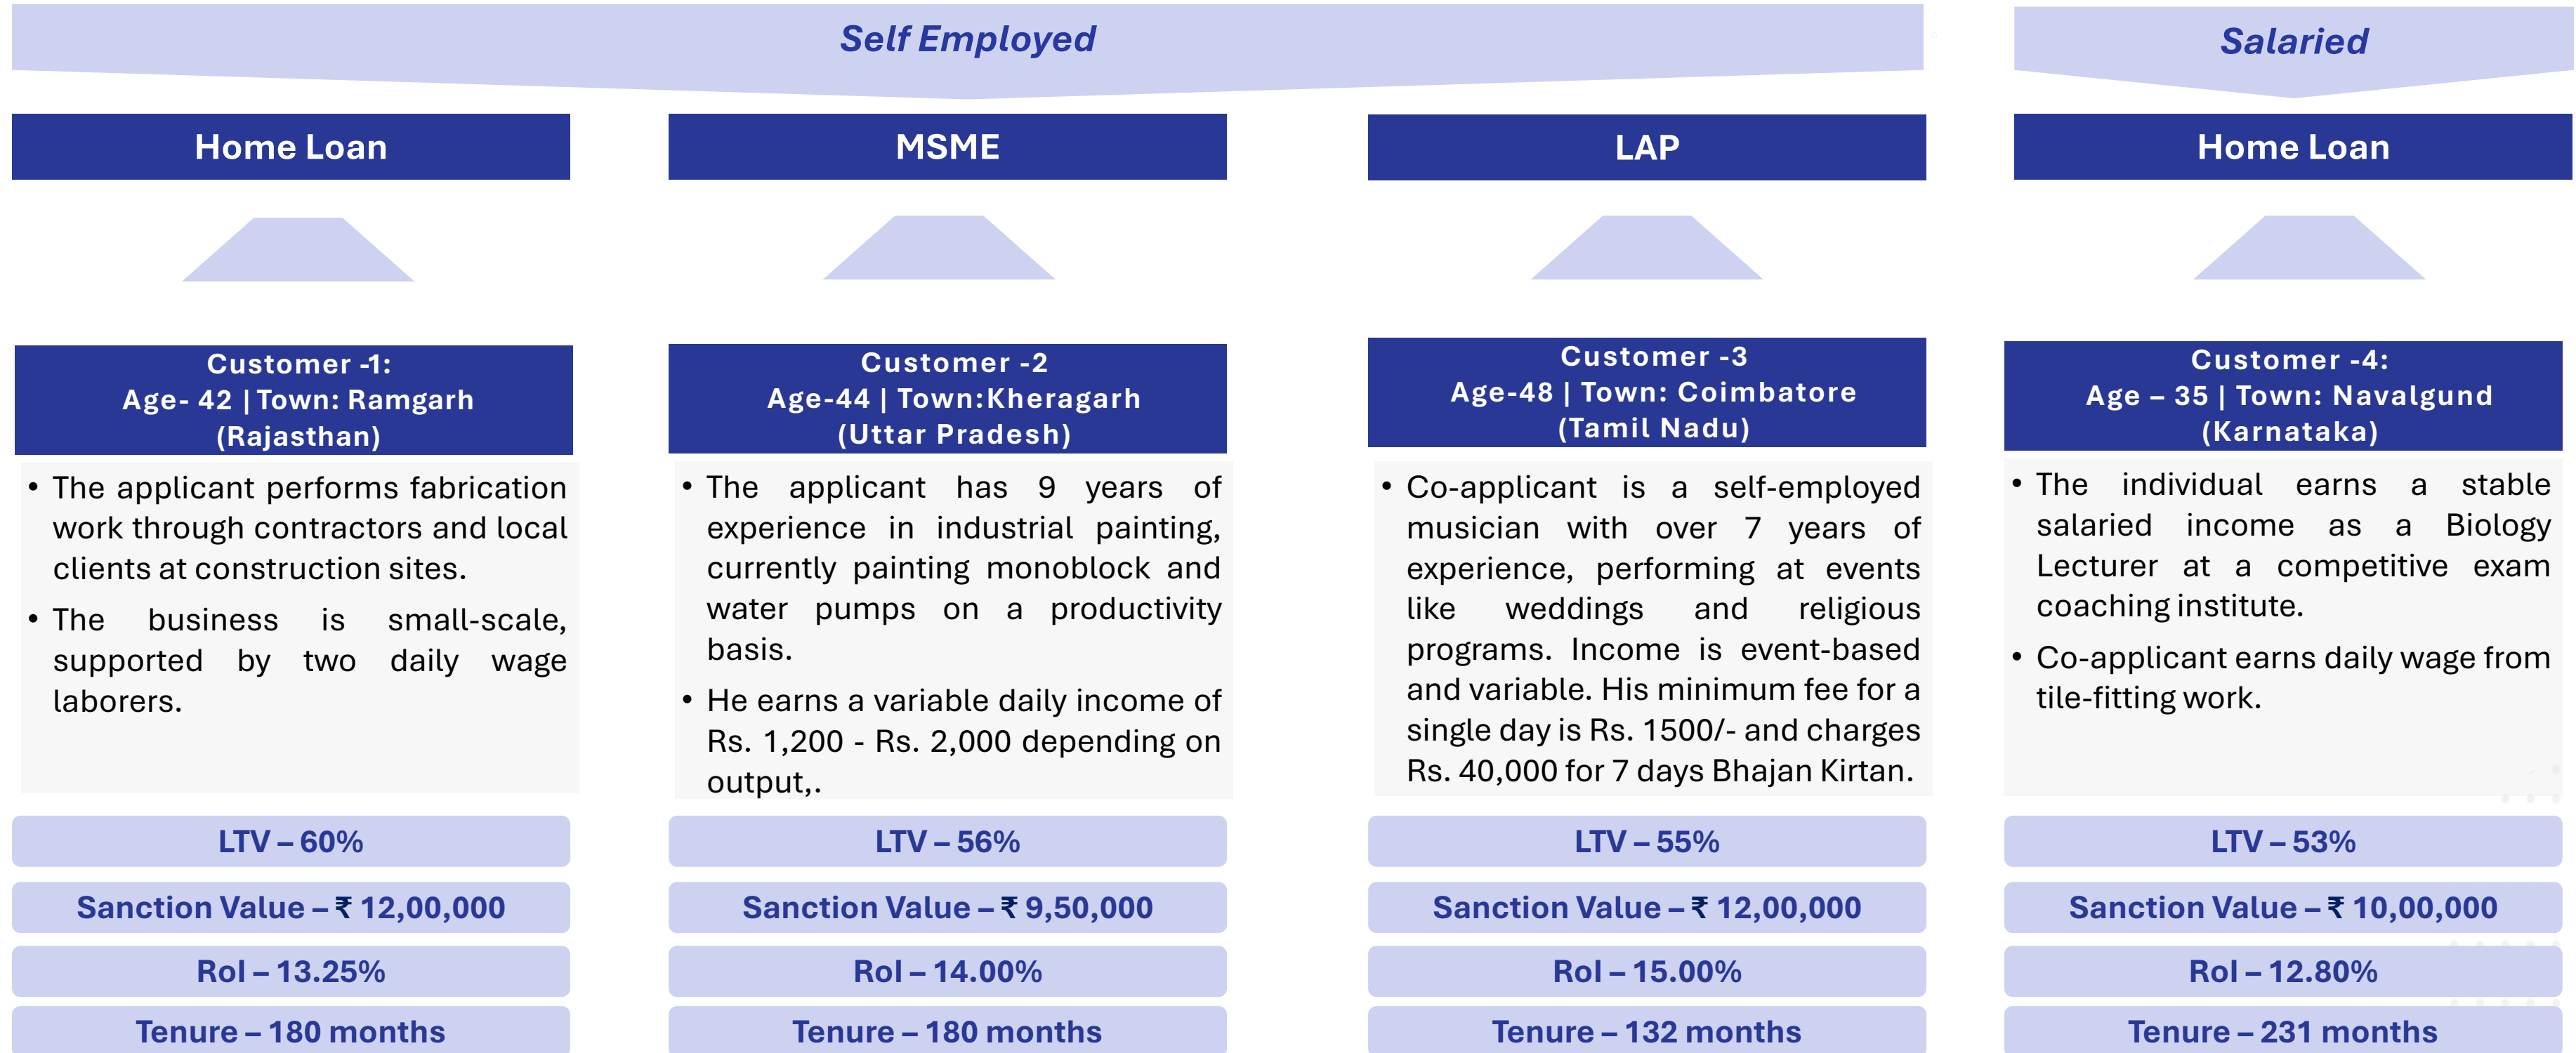 Self Employed
Salaried
Home Loan
MSME
LAP
Home Loan
Customer -1:
Age- 42 | Town: Ramgarh
(Rajasthan)
• The applicant performs fabrication
work through contractors and local
clients at construction sites.
• The business is small-scale,
supported by two daily wage
laborers.
LTV – 60%
Sanction Value – ₹ 12,00,000
RoI – 13.25%
Tenure – 180 months
Customer -2
Age-44 | Town:Kheragarh
(Uttar Pradesh)
• The applicant has 9 years of
experience in industrial painting,
currently painting monoblock and
water pumps on a productivity
basis.
• He earns a variable daily income of
Rs. 1,200 - Rs. 2,000 depending on
output,.
LTV – 56%
Sanction Value – ₹ 9,50,000
RoI – 14.00%
Tenure – 180 months
Customer -3
Age-48 | Town: Coimbatore
(Tamil Nadu)
• Co-applicant is a self-employed
musician with over 7 years of
experience, performing at events
like weddings and religious
programs. Income is event-based
and variable. His minimum fee for a
single day is Rs. 1500/- and charges
Rs. 40,000 for 7 days Bhajan Kirtan.
LTV – 55%
Sanction Value – ₹ 12,00,000
RoI – 15.00%
Tenure – 132 months
Customer -4:
Age – 35 | Town: Navalgund
(Karnataka)
• The individual earns a stable
salaried income as a Biology
Lecturer at a competitive exam
coaching institute.
• Co-applicant earns daily wage from
tile-fitting work.
LTV – 53%
Sanction Value – ₹ 10,00,000
RoI – 12.80%
Tenure – 231 months